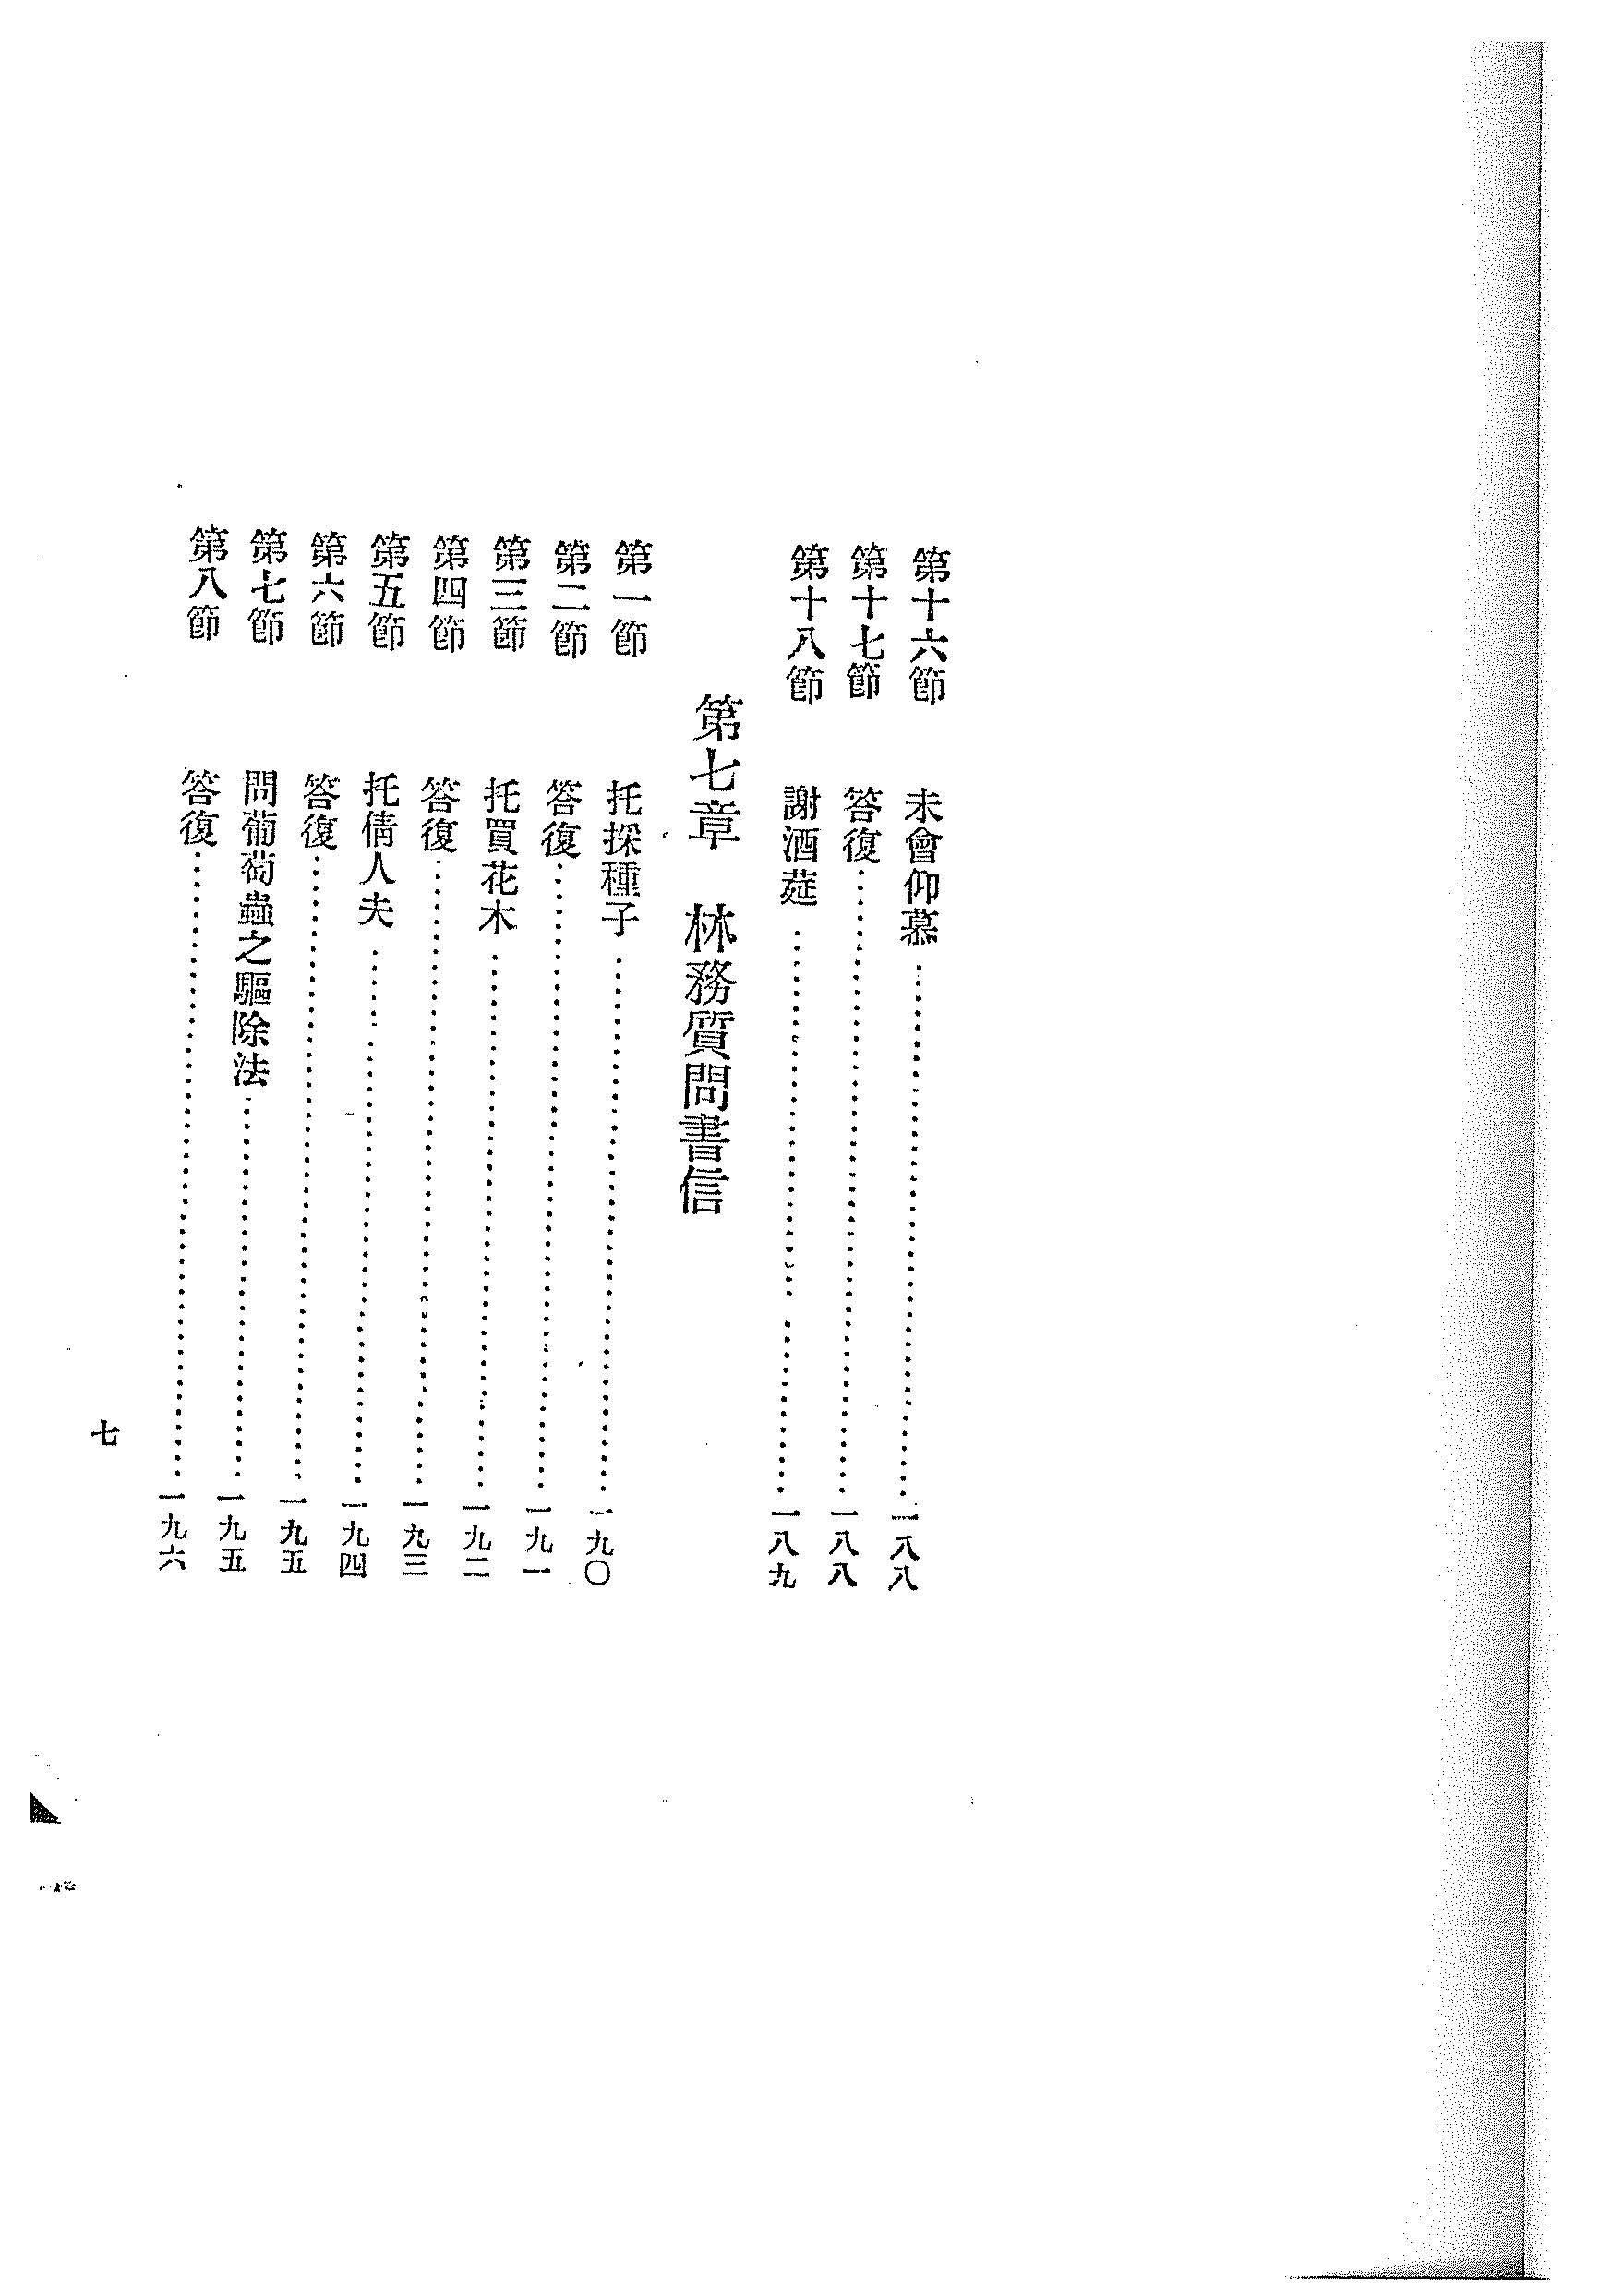 第十六節　未會仰慕……………………一八八
第十七節　答復……………………一八八
第十八節　謝酒莚……………………一八九
第七章　林務質問書信
第一節　托探種子……………………一九〇
第二節　答復……………………一九一
第三節　托買花木……………………一九二
第四節　答復……………………一九三
第五節　托倩人夫……………………一九四
第六節　答復……………………一九五
第七節　問葡萄蟲之驅除法……………………一九五
第八節　答復……………………一九六
七